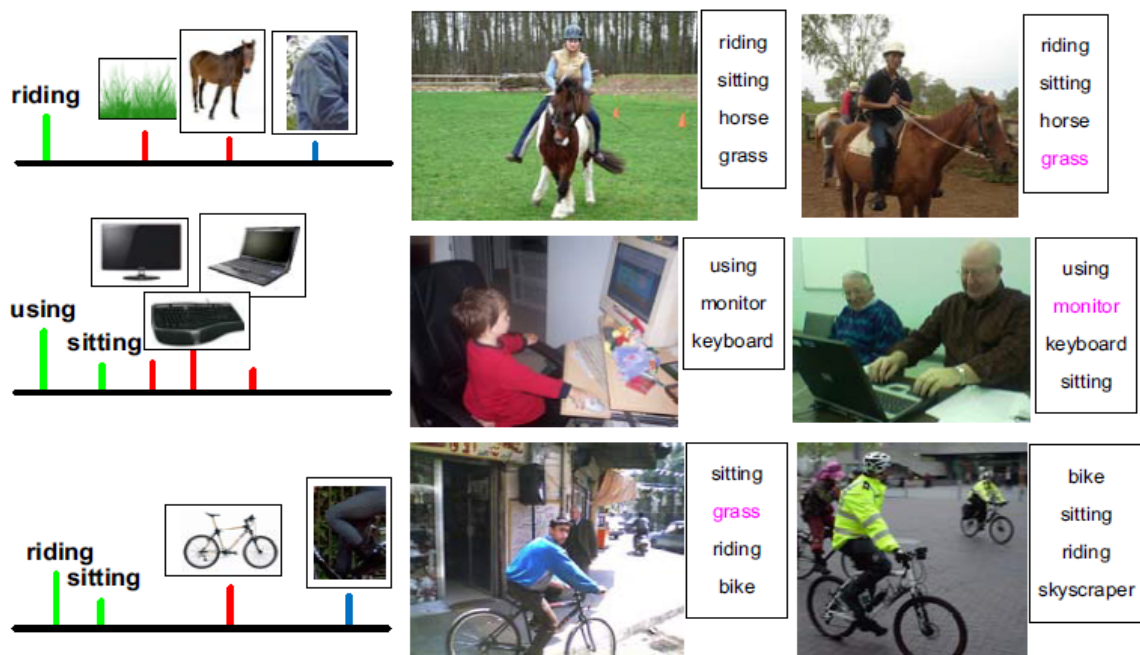 riding
riding
sitting
horse
grass
riding
sitting
horse
grass
using
sitting
using
monitor
keyboard
using
monitor
keyboard
sitting
riding
sitting
sitting
grass
riding
bike
bike
sitting
riding
skyscraper